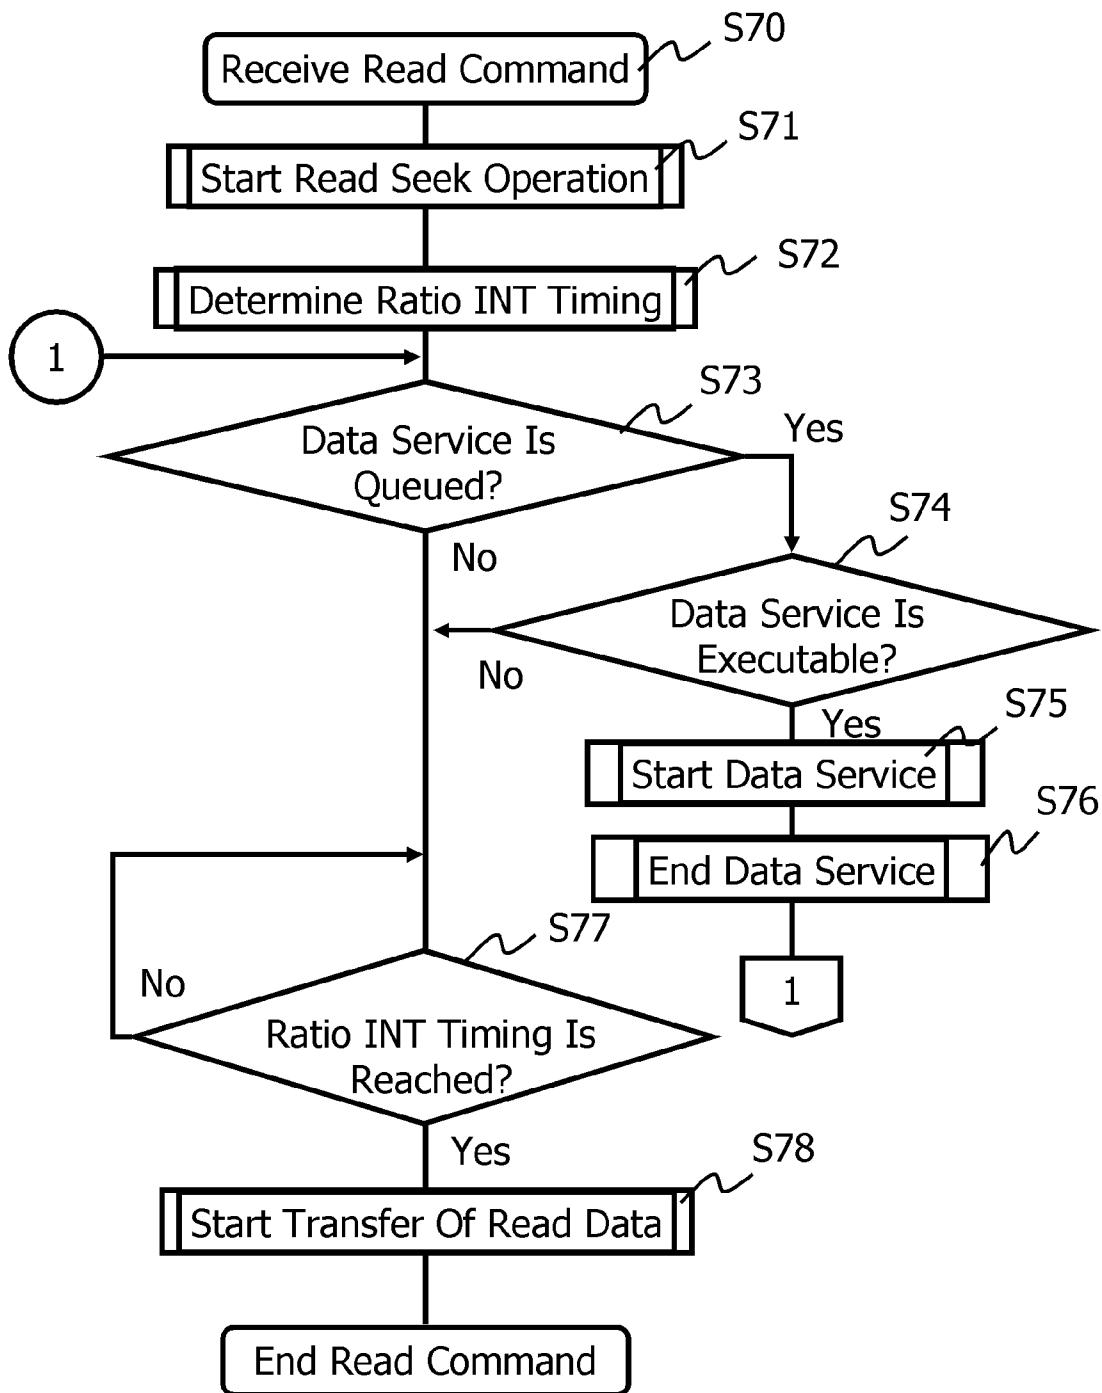 S70
Receive Read Command
S71
Start Read Seek Operation
S72
Determine Ratio INT Timing
1
S73
Data Service Is
Queued?
Yes
No
S74
Data Service Is
Executable?
No
Yes
S75
Start Data Service
S76
End Data Service
1
S77
No
Ratio INT Timing Is
Reached?
Yes
S78
Start Transfer Of Read Data
End Read Command